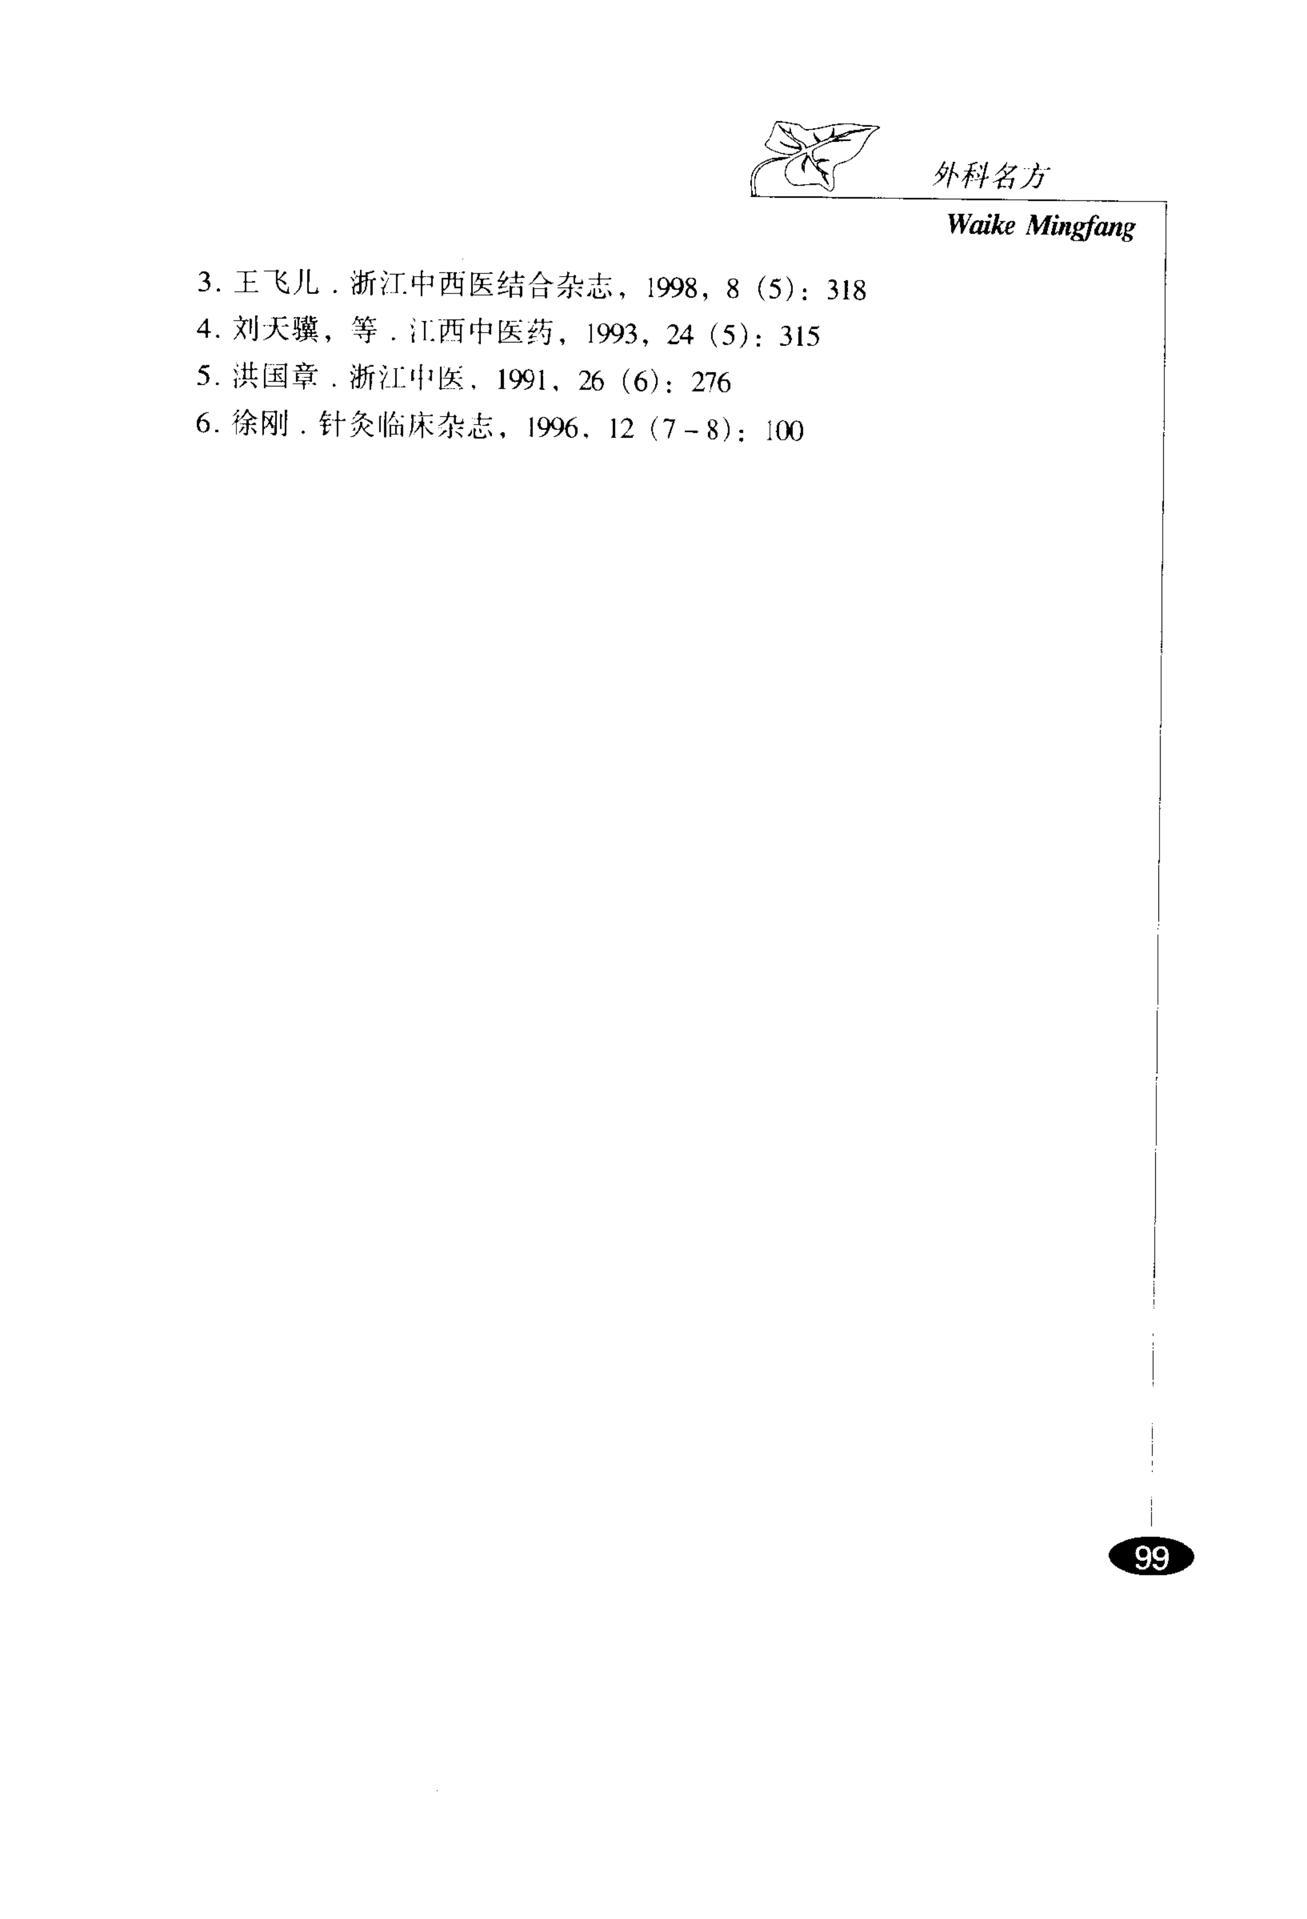 外科名方
Waike Mingfang
3. 王飞儿．浙江中西医结合杂志，1998，8（5）：318
4. 刘天骥，等．江西中医药，1993，24（5）：315
5. 洪国章．浙江中医，1991，26（6）：276
6. 徐刚．针灸临床杂志，1996，12（7－8）：100
99